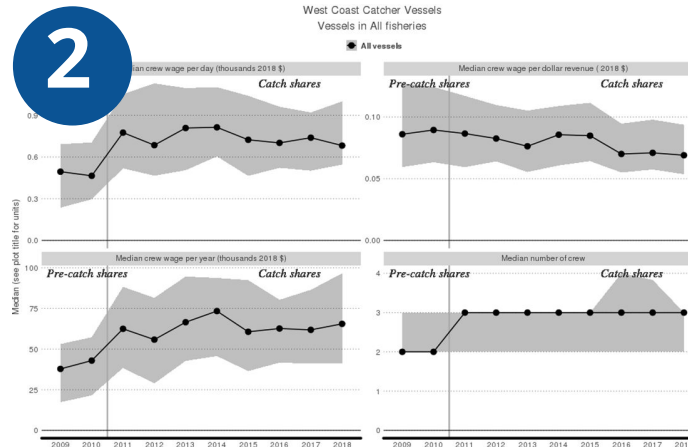 West Coast Catcher Vessels
Vessels in All fisheries
All vessels
2
crew wage per day (thousands 2018 $)
Catch shares
0.9
0.6
0.3
0.0
Median crew wage per dollar revenue ( 2018 $)
Pre-catch shares
Catch shares
0.10
0.05
0.00
Median (see plot title for units)
Median crew wage per year (thousands 2018 $)
Pre-catch shares
Catch shares
100
75
50
25
0
2009 2010 2011 2012 2013 2014 2015 2016 2017 2018
Median number of crew
Pre-catch shares
Catch shares
4
3
2
1
0
2009 2010 2011 2012 2013 2014 2015 2016 2017